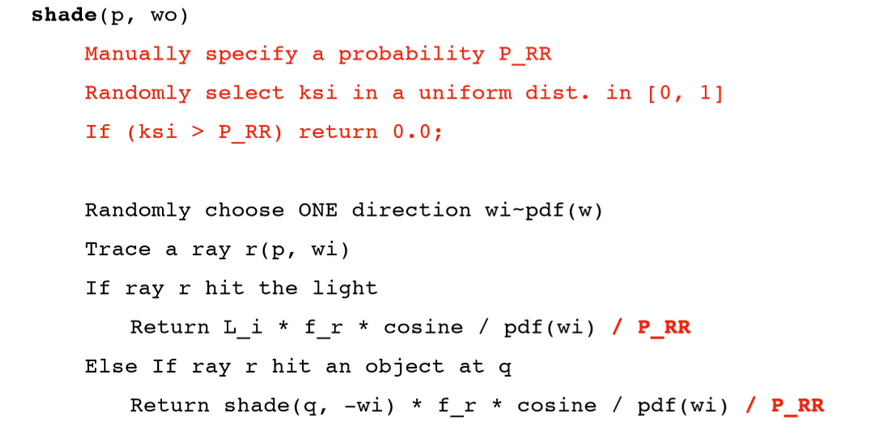 shade(p, wo)
Manually specify a probability P_RR
Randomly select ksi in a uniform dist. in [0, 1]
If (ksi > P_RR) return 0.0;
Randomly choose ONE direction wi~pdf(w)
Trace a ray r(p, wi)
If ray r hit the light
Return L_i * f_r * cosine / pdf(wi) / P_RR
Else If ray r hit an object at q
Return shade(q, -wi) * f_r * cosine / pdf(wi) / P_RR